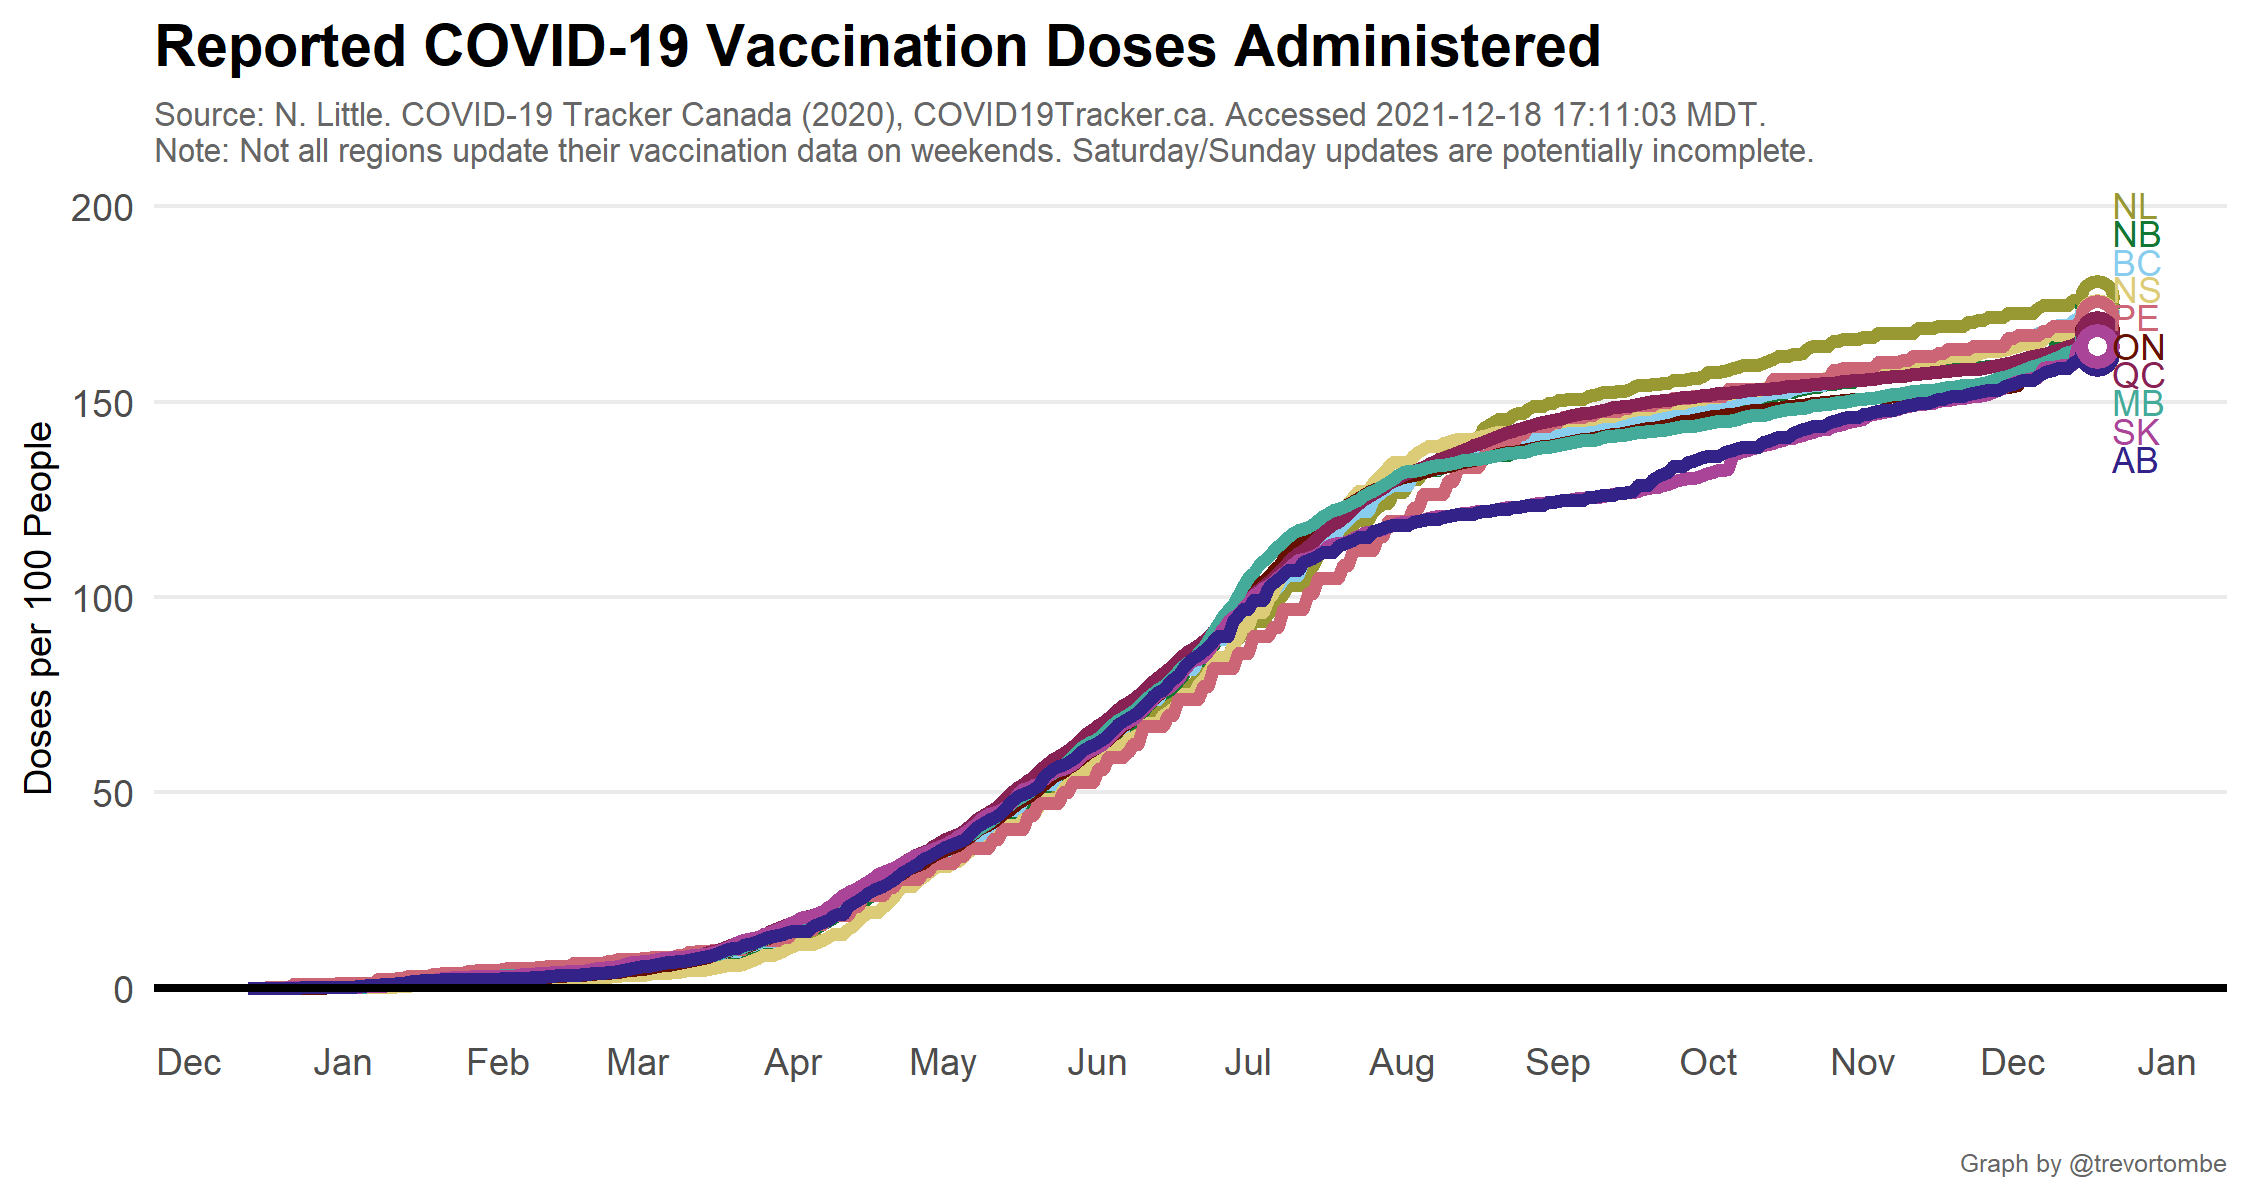 Reported COVID-19 Vaccination Doses Administered
Source: N. Little. COVID-19 Tracker Canada (2020), COVID19Tracker.ca. Accessed 2021-12-18 17:11:03 MDT.
Note: Not all regions update their vaccination data on weekends. Saturday/Sunday updates are potentially incomplete.
Doses per 100 People
200
150
100
50
0
NL
NB
BC
NS
PE
ON
QC
MB
SK
AB
Dec Jan Feb Mar Apr May Jun Jul Aug Sep Oct Nov Dec Jan
Graph by @trevortombe